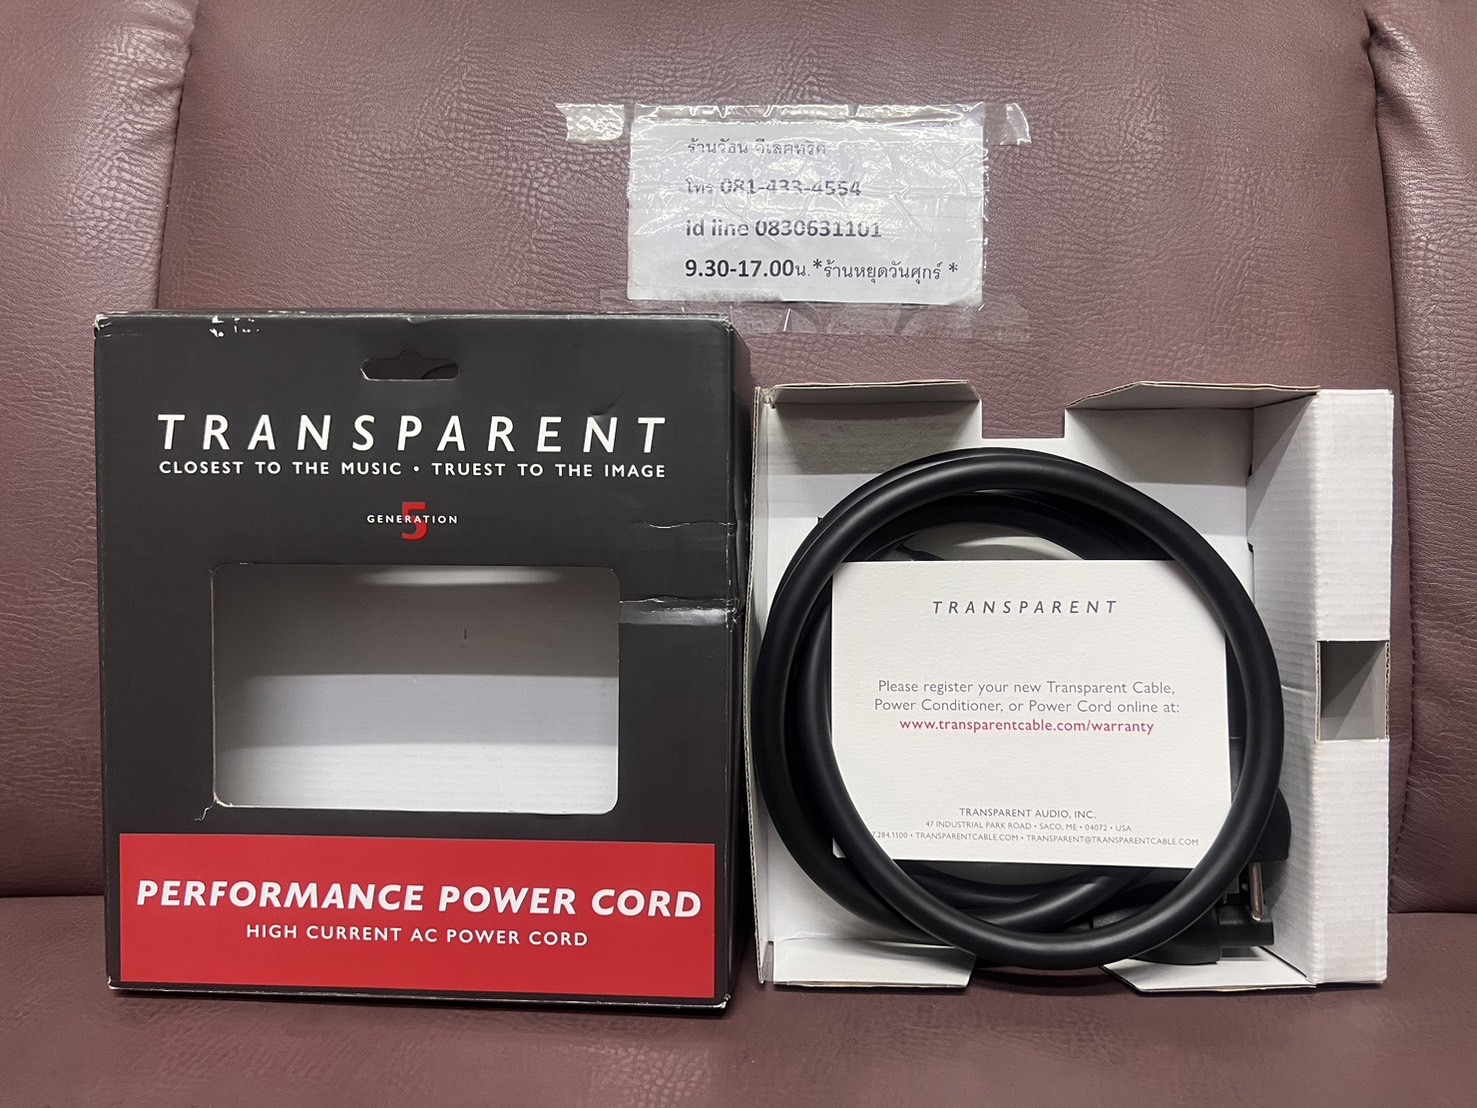 ร้านวัฒน อีเลคทริค
โทร 081-433-4554
id line 0830631101
9.30-17.00น.*ร้านหยุดวันศุกร์ *
TRANSPARENT
CLOSEST TO THE MUSIC • TRUEST TO THE IMAGE
GENERATION 5
PERFORMANCE POWER CORD
HIGH CURRENT AC POWER CORD
TRANSPARENT
Please register your new Transparent Cable,
Power Conditioner, or Power Cord online at:
www.transparentcable.com/warranty
TRANSPARENT AUDIO, INC.
47 INDUSTRIAL PARK ROAD • SACO, ME • 04072 • USA
7.284.1100 • TRANSPARENTCABLE.COM • TRANSPARENT@TRANSPARENTCABLE.COM